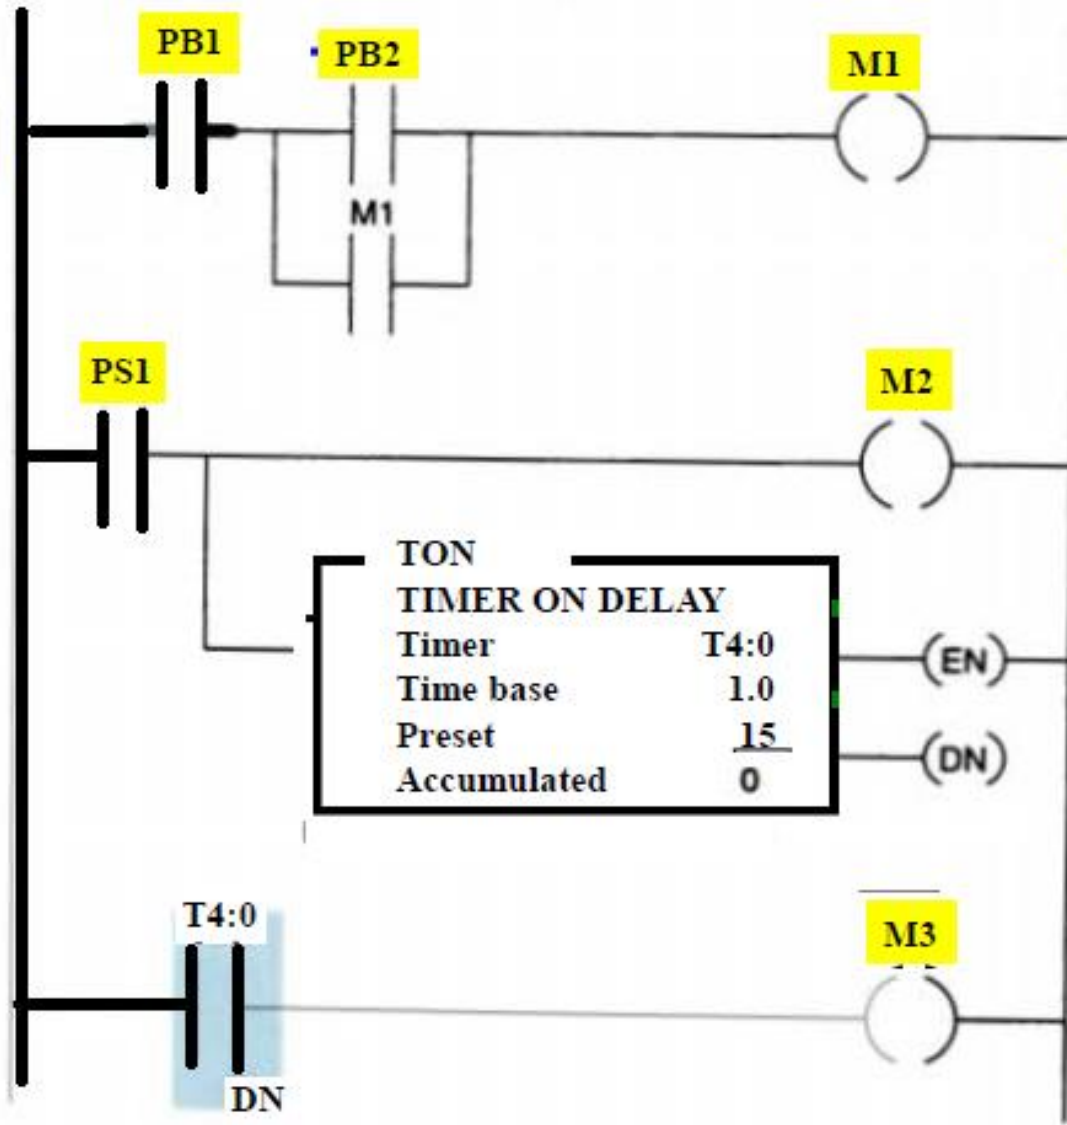 PB1
PB2
M1
M1
PS1
M2
TON
TIMER ON DELAY
Timer T4:0
Time base 1.0
Preset 15
Accumulated 0
(EN)
(DN)
T4:0
M3
DN